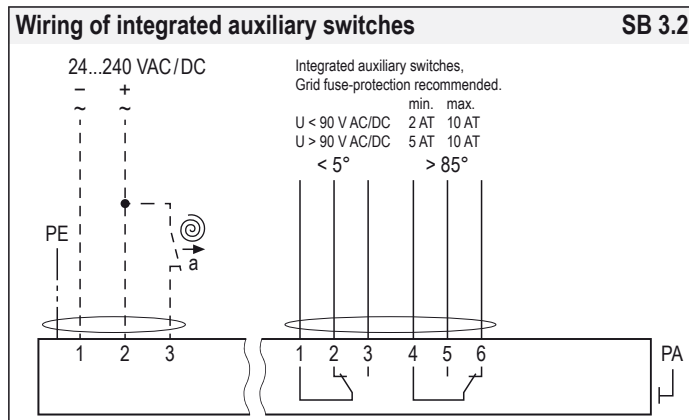 Wiring of integrated auxiliary switches SB 3.2
24...240 VAC/DC
– +
~ ~
Integrated auxiliary switches,
Grid fuse-protection recommended.
min. max.
U < 90 V AC/DC 2 AT 10 AT
U > 90 V AC/DC 5 AT 10 AT
< 5° > 85°
PE
a
1 2 3 1 2 3 4 5 6 PA